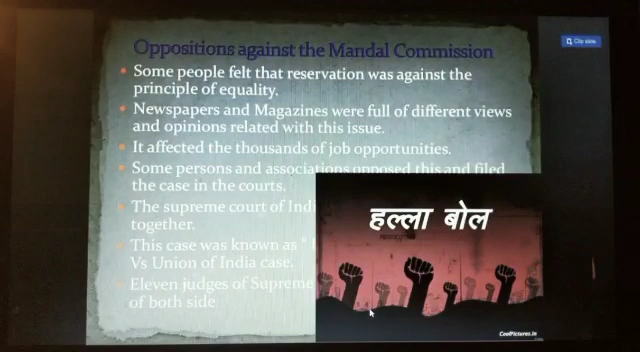 Oppositions against the Mandal Commission
Some people felt that reservation was against the
principle of equality.
Newspapers and Magazines were full of different views
and opinions related with this issue.
It affected the thousands of job opportunities.
Some persons and associations opposed this and filed
the case in the courts.
The supreme court of Indi
together.
This case was known as "
Vs Union of India case.
Eleven judges of Supreme
of both side
हल्ला बोल
CoolPictures.in
Clip slide